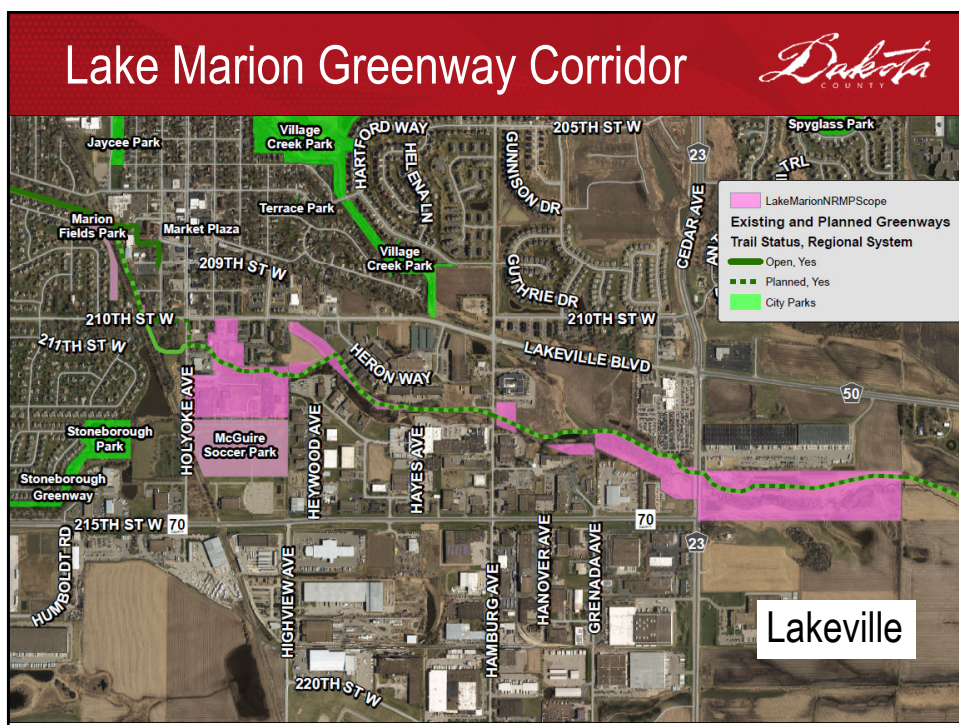 Lake Marion Greenway Corridor
Dakota
COUNTY
Jaycee Park
Village
Creek Park
HARTFORD WAY
HELENA LN
GUNNISON DR
205TH ST W
23
Spyglass Park
TRL
CEDAR AVE
Terrace Park
Marion
Fields Park
Market Plaza
209TH ST W
Village
Creek Park
GUTHRIE DR
LakeMarionNRMPScope
Existing and Planned Greenways
Trail Status, Regional System
Open, Yes
Planned, Yes
City Parks
210TH ST W
211TH ST W
210TH ST W
LAKEVILLE BLVD
HERON WAY
50
HOLYOKE AVE
Stoneborough
Park
McGuire
Soccer Park
HEYWOOD AVE
HAYES AVE
Stoneborough
Greenway
215TH ST W
70
70
23
HUMBOLDT RD
HIGHVIEW AVE
HAMBURG AVE
HANOVER AVE
GRENADA AVE
220TH ST W
Lakeville